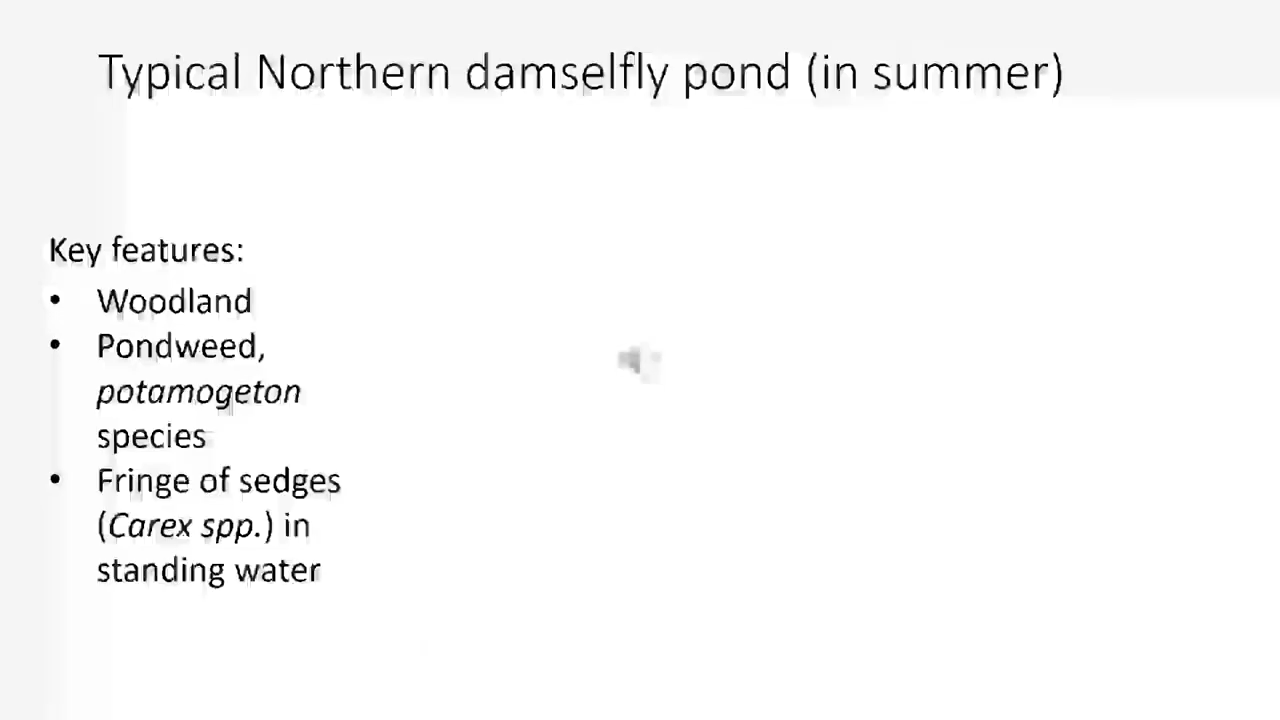 Typical Northern damselfly pond (in summer)
Key features:
• Woodland
• Pondweed,
potamogeton
species
• Fringe of sedges
(Carex spp.) in
standing water